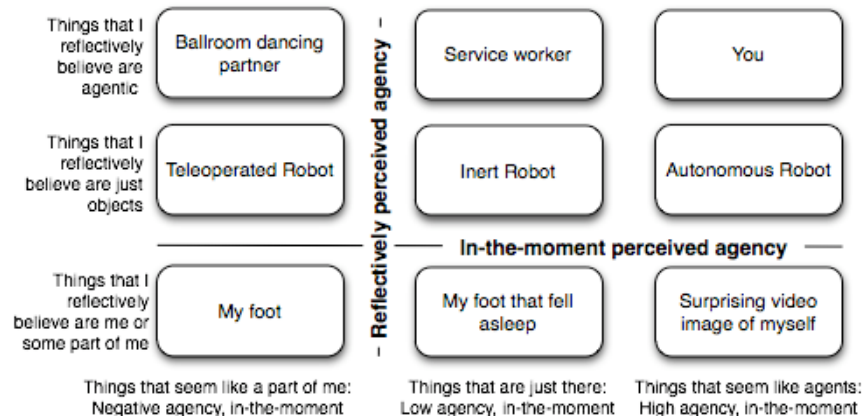 Things that I
reflectively
believe are
agentic
Ballroom dancing
partner
Service worker
You
Things that I
reflectively
believe are just
objects
Teleoperated Robot
Inert Robot
Autonomous Robot
– Reflectively perceived agency –
In-the-moment perceived agency
Things that I
reflectively
believe are me or
some part of me
My foot
My foot that fell
asleep
Surprising video
image of myself
Things that seem like a part of me:
Negative agency, in-the-moment
Things that are just there:
Low agency, in-the-moment
Things that seem like agents:
High agency, in-the-moment